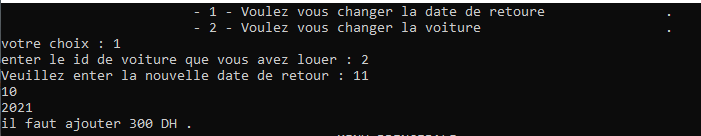 - 1 - Voulez vous changer la date de retoure .
- 2 - Voulez vous changer la voiture .
votre choix : 1
enter le id de voiture que vous avez louer : 2
Veuillez enter la nouvelle date de retour : 11
10
2021
il faut ajouter 300 DH .